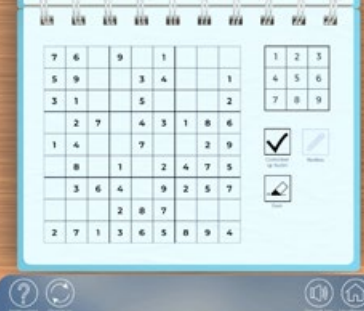 7 6 9 1
5 9 3 4 1
3 1 5 2
2 7 4 3 1 8 6
1 4 7 2 9
8 1 2 4 7 5
3 6 4 9 2 5 7
2 8 7
2 7 1 3 6 5 8 9 4
1 2 3
4 5 6
7 8 9
?